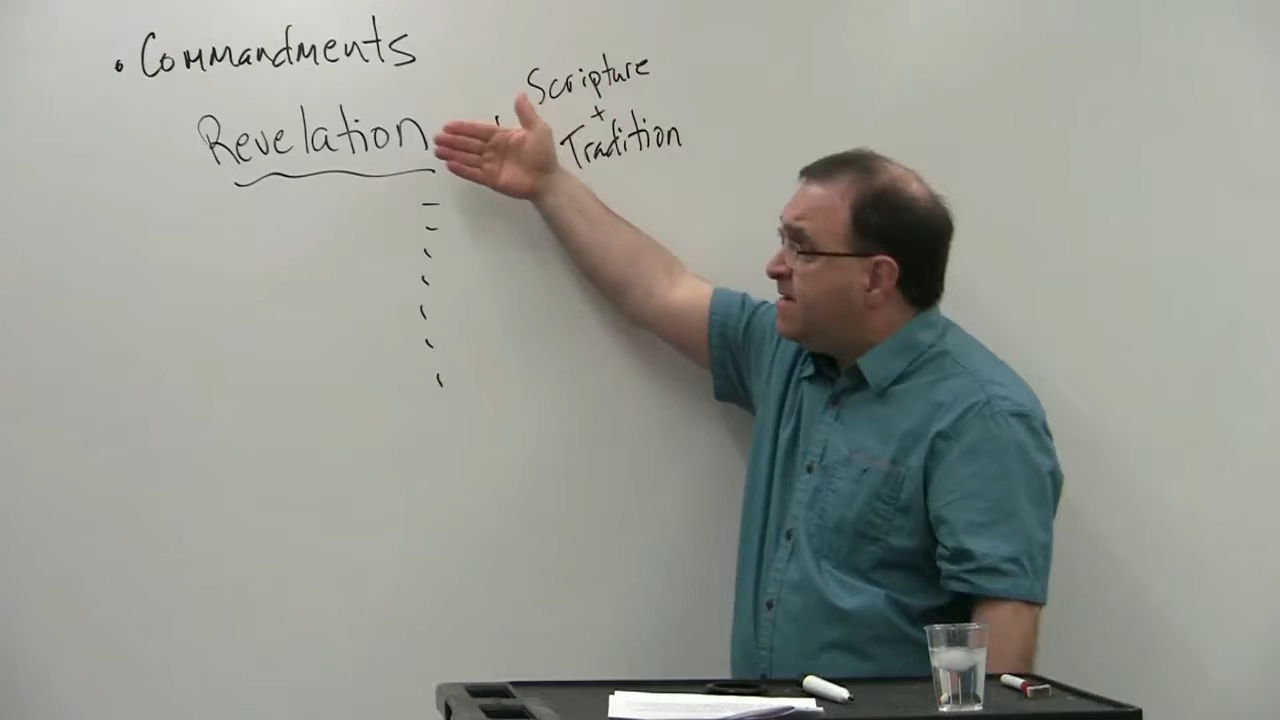 • Commandments
Revelation
Scripture
+
Tradition